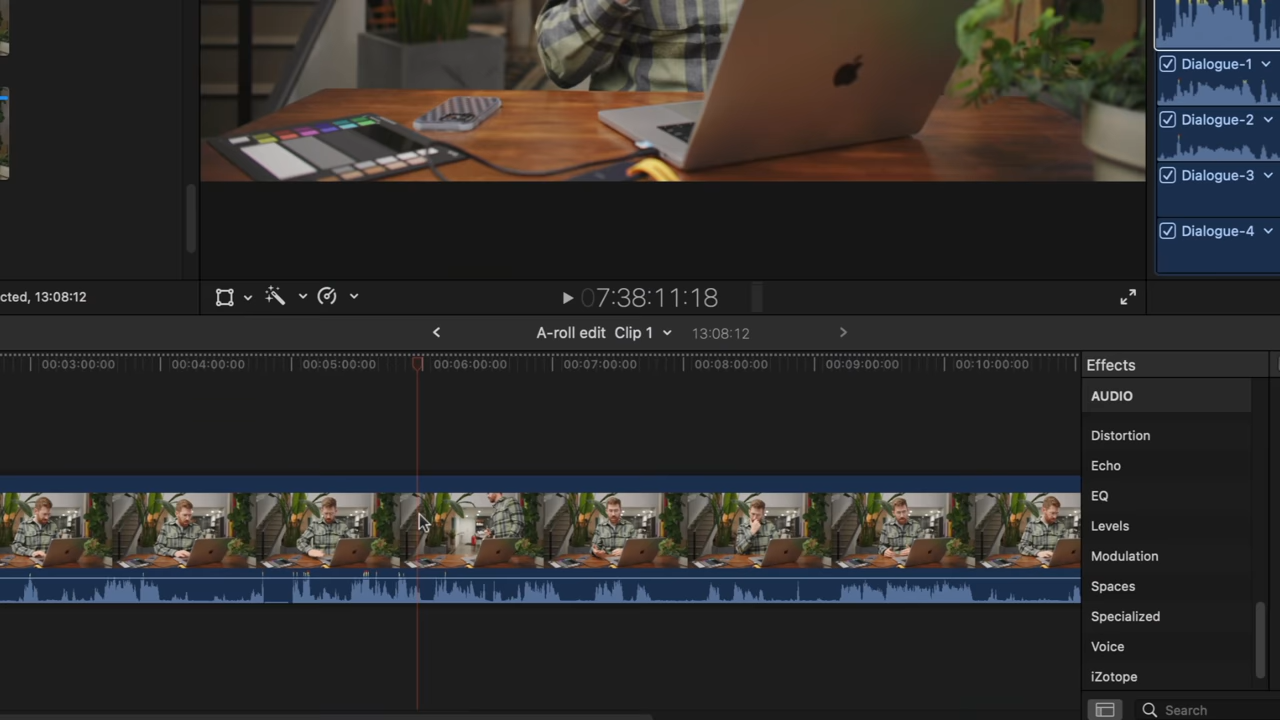 Dialogue-1
Dialogue-2
Dialogue-3
Dialogue-4
cted, 13:08:12
07:38:11:18
A-roll edit Clip 1 13:08:12
00:03:00:00 00:04:00:00 00:05:00:00 00:06:00:00 00:07:00:00 00:08:00:00 00:09:00:00 00:10:00:00
Effects
AUDIO
Distortion
Echo
EQ
Levels
Modulation
Spaces
Specialized
Voice
iZotope
Search